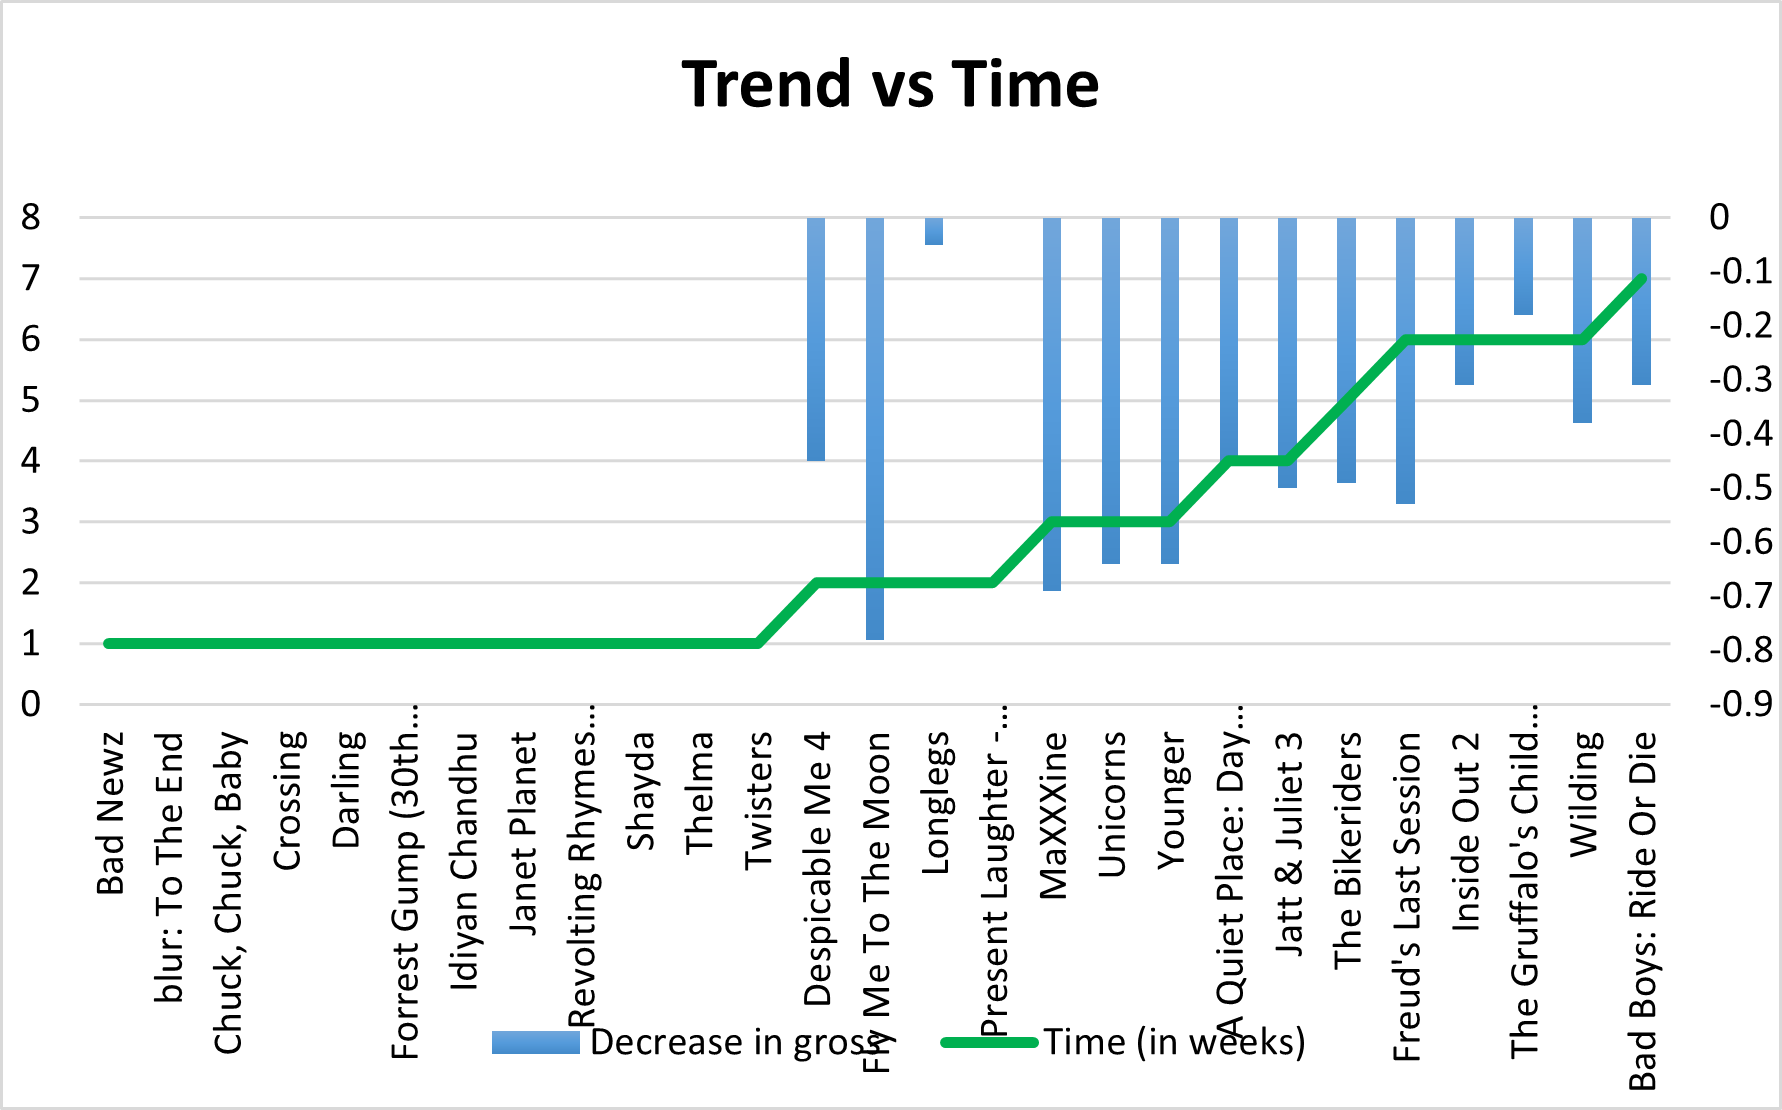 Trend vs Time
8
7
6
5
4
3
2
1
0
0
-0.1
-0.2
-0.3
-0.4
-0.5
-0.6
-0.7
-0.8
-0.9
Bad Newz
blur: To The End
Chuck, Chuck, Baby
Crossing
Darling
Forrest Gump (30th…
Idiyan Chandhu
Janet Planet
Revolting Rhymes…
Shayda
Thelma
Twisters
Despicable Me 4
Fly Me To The Moon
Longlegs
Present Laughter -…
MaXXXine
Unicorns
Younger
A Quiet Place: Day…
Jatt & Juliet 3
The Bikeriders
Freud's Last Session
Inside Out 2
The Gruffalo's Child…
Wilding
Bad Boys: Ride Or Die
Decrease in gross
Time (in weeks)